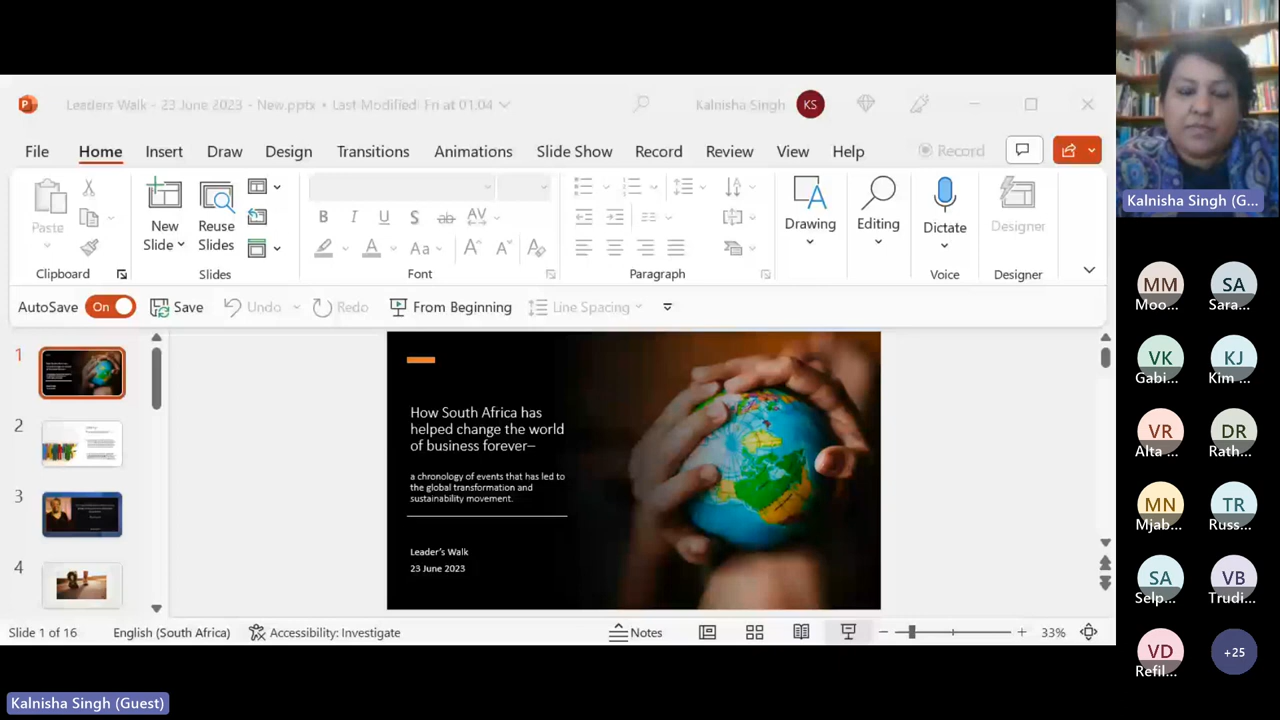 Leaders Walk - 23 June 2023 - New.pptx • Last Modified: Fri at 01:04
Kalnisha Singh KS
File Home Insert Draw Design Transitions Animations Slide Show Record Review View Help Record
Paste
New Slide
Reuse Slides
Drawing
Editing
Dictate
Designer
Clipboard Slides Font Paragraph Voice Designer
AutoSave On Save Undo Redo From Beginning Line Spacing
1
2
3
4
How South Africa has
helped change the world
of business forever–
a chronology of events that has led to
the global transformation and
sustainability movement.
Leader's Walk
23 June 2023
Slide 1 of 16 English (South Africa) Accessibility: Investigate Notes 33%
Kalnisha Singh (Guest)
Kalnisha Singh (G...
MM SA
Moo... Sara...
VK KJ
Gabi... Kim ...
VR DR
Alta ... Rath...
MN TR
Mjab... Russ...
SA VB
Selp... Trudi...
VD +25
Refil...